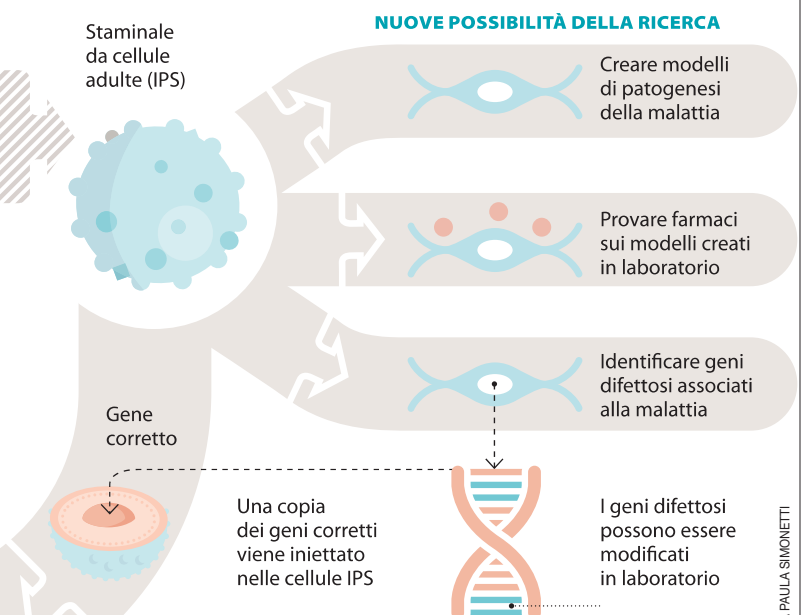 NUOVE POSSIBILITÀ DELLA RICERCA
Staminale
da cellule
adulte (IPS)
Creare modelli
di patogenesi
della malattia
Provare farmaci
sui modelli creati
in laboratorio
Identificare geni
difettosi associati
alla malattia
Gene
corretto
Una copia
dei geni corretti
viene iniettato
nelle cellule IPS
I geni difettosi
possono essere
modificati
in laboratorio
PAULA SIMONETTI